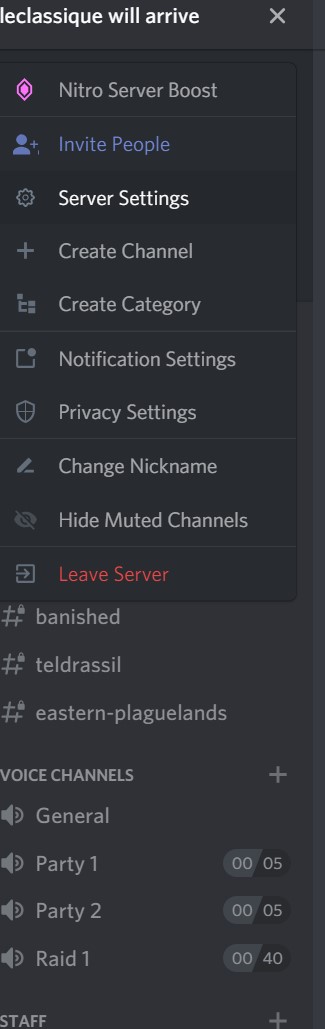 leclassique will arrive
Nitro Server Boost
Invite People
Server Settings
Create Channel
Create Category
Notification Settings
Privacy Settings
Change Nickname
Hide Muted Channels
Leave Server
banished
teldrassil
eastern-plaguelands
VOICE CHANNELS
General
Party 1 00 05
Party 2 00 05
Raid 1 00 40
STAFF